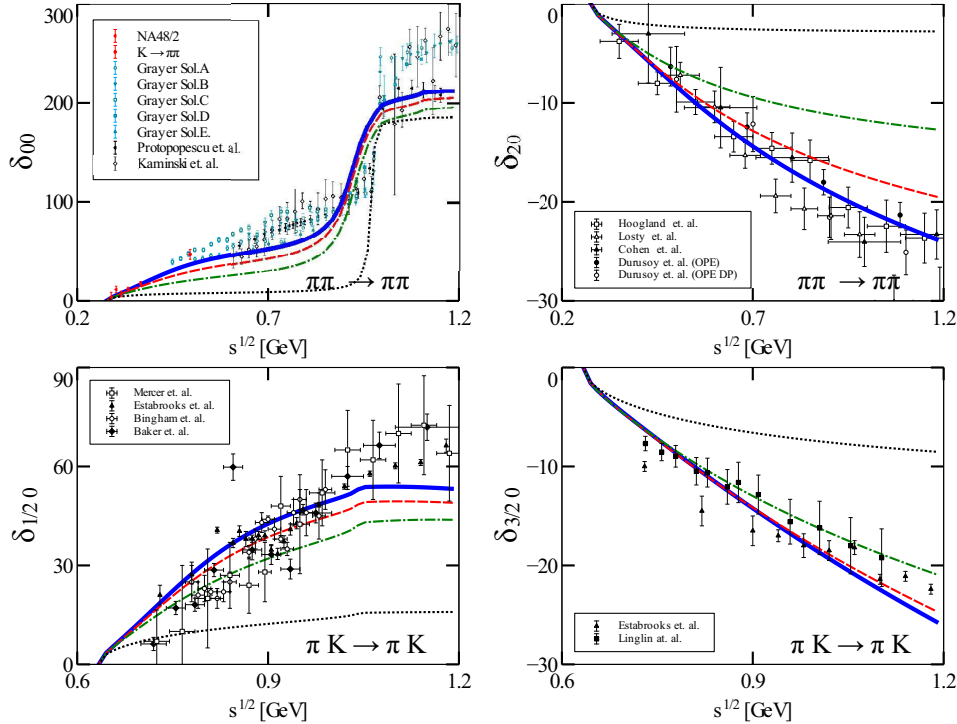 300
200
100
0
δ00
NA48/2
K → ππ
Grayer Sol.A
Grayer Sol.B
Grayer Sol.C
Grayer Sol.D
Grayer Sol.E.
Protopopescu et. al.
Kaminski et. al.
ππ → ππ
0.2 0.7 1.2
s^1/2 [GeV]
0
−10
−20
−30
δ20
Hoogland et. al.
Losty et. al.
Cohen et. al.
Durusoy et. al. (OPE)
Durusoy et. al. (OPE DP)
ππ → ππ
0.2 0.7 1.2
s^1/2 [GeV]
90
60
30
0
δ1/2 0
Mercer et. al.
Estabrooks et. al.
Bingham et. al.
Baker et. al.
π K → π K
0.6 0.9 1.2
s^1/2 [GeV]
0
−10
−20
−30
δ3/2 0
Estabrooks et. al.
Linglin at. al.
π K → π K
0.6 0.9 1.2
s^1/2 [GeV]